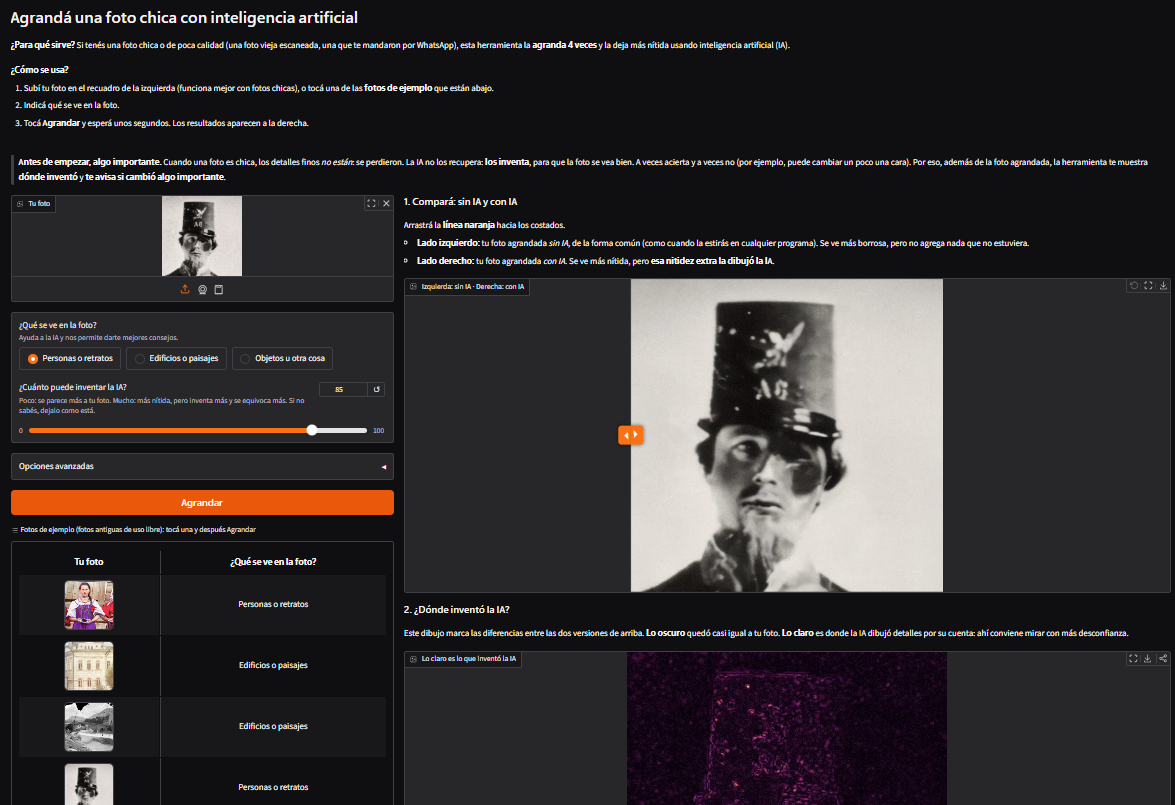 Agrandá una foto chica con inteligencia artificial
¿Para qué sirve? Si tenés una foto chica o de poca calidad (una foto vieja escaneada, una que te mandaron por WhatsApp), esta herramienta la agranda 4 veces y la deja más nítida usando inteligencia artificial (IA).
¿Cómo se usa?
1. Subí tu foto en el recuadro de la izquierda (funciona mejor con fotos chicas), o tocá una de las fotos de ejemplo que están abajo.
2. Indicá qué se ve en la foto.
3. Tocá Agrandar y esperá unos segundos. Los resultados aparecen a la derecha.
Antes de empezar, algo importante. Cuando una foto es chica, los detalles finos no están: se perdieron. La IA no los recupera: los inventa, para que la foto se vea bien. A veces acierta y a veces no (por ejemplo, puede cambiar un poco una cara). Por eso, además de la foto agrandada, la herramienta te muestra
dónde inventó y te avisa si cambió algo importante.
Tu foto
¿Qué se ve en la foto?
Ayuda a la IA y nos permite darte mejores consejos.
Personas o retratos
Edificios o paisajes
Objetos u otra cosa
¿Cuánto puede inventar la IA?
85
Poco: se parece más a tu foto. Mucho: más nítida, pero inventa más y se equivoca más. Si no
sabés, dejalo como está.
0
100
Opciones avanzadas
Agrandar
Fotos de ejemplo (fotos antiguas de uso libre): tocá una y después Agrandar
Tu foto
¿Qué se ve en la foto?
Personas o retratos
Edificios o paisajes
Edificios o paisajes
Personas o retratos
1. Compará: sin IA y con IA
Arrastrá la línea naranja hacia los costados.
Lado izquierdo: tu foto agrandada sin IA, de la forma común (como cuando la estirás en cualquier programa). Se ve más borrosa, pero no agrega nada que no estuviera.
Lado derecho: tu foto agrandada con IA. Se ve más nítida, pero esa nitidez extra la dibujó la IA.
Izquierda: sin IA · Derecha: con IA
2. ¿Dónde inventó la IA?
Este dibujo marca las diferencias entre las dos versiones de arriba. Lo oscuro quedó casi igual a tu foto. Lo claro es donde la IA dibujó detalles por su cuenta: ahí conviene mirar con más desconfianza.
Lo claro es lo que inventó la IA